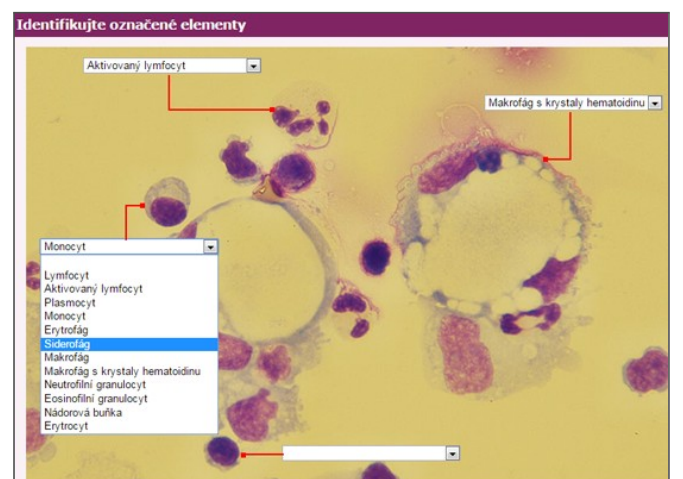 Identifikujte označené elementy
Aktivovaný lymfocyt
Makrofág s krystaly hematoidinu
Monocyt
Lymfocyt
Aktivovaný lymfocyt
Plasmocyt
Monocyt
Erytrofág
Siderofág
Makrofág
Makrofág s krystaly hematoidinu
Neutrofilní granulocyt
Eosinofilní granulocyt
Nádorová buňka
Erytrocyt